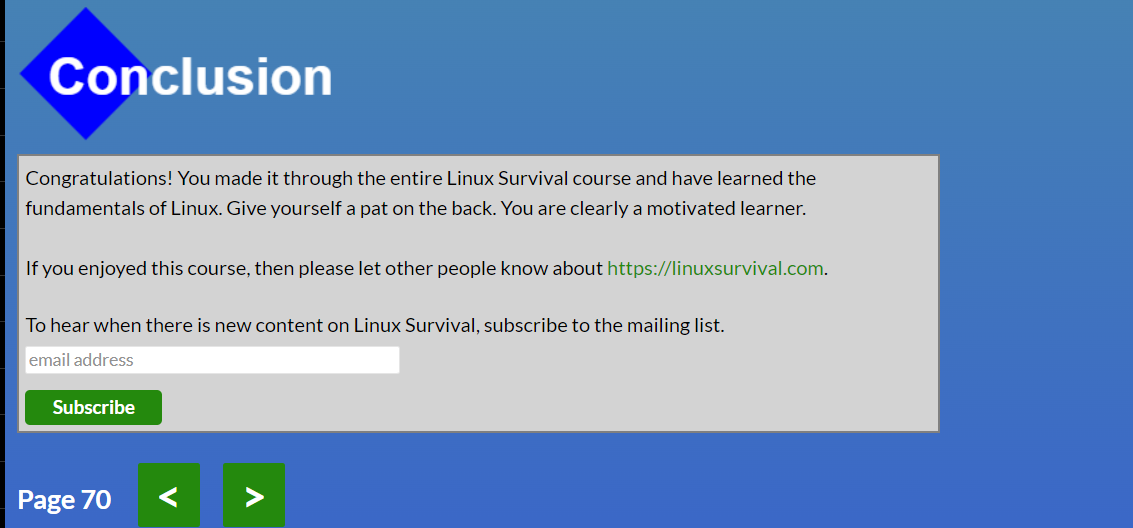 Conclusion
Congratulations! You made it through the entire Linux Survival course and have learned the
fundamentals of Linux. Give yourself a pat on the back. You are clearly a motivated learner.
If you enjoyed this course, then please let other people know about https://linuxsurvival.com.
To hear when there is new content on Linux Survival, subscribe to the mailing list.
email address
Subscribe
Page 70 < >